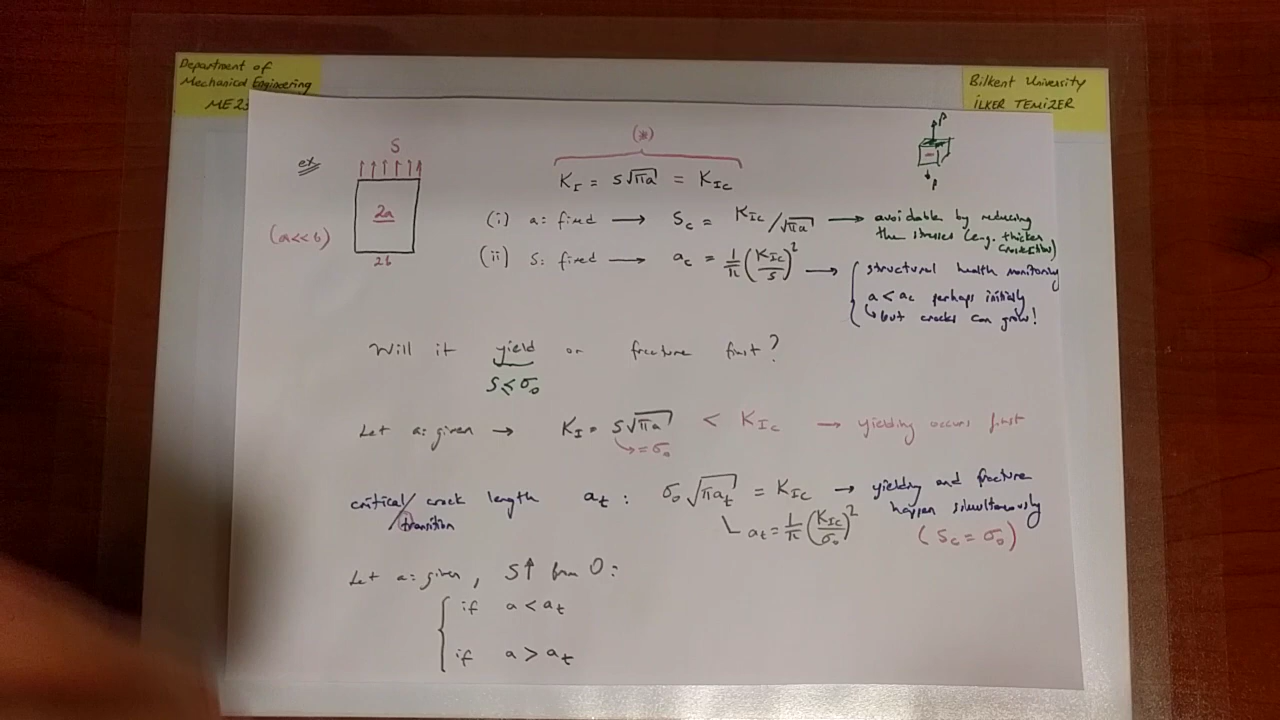 Department of
Mechanical Engineering
ME2
Bilkent University
İLKER TEMİZER
ex
S
2a
(a<<b)
2b
(*)
K_I = S√πa = K_Ic
P
P
(i) a: fixed → S_c = K_Ic/√πa → avoidable by reducing
the stresses (e.g. thicker
cross section)
(ii) S: fixed → a_c = 1/π (K_Ic/S)² → { structural health monitoring
a < a_c perhaps initially
↳ but cracks can grow!
Will it yield or fracture first?
S ≤ σ₀
Let a: given → K_I = S√πa < K_Ic → yielding occurs first
↳ = σ₀
critical/ crack length a_t : σ₀√πa_t = K_Ic → yielding and fracture
transition
happen simultaneously
a_t = 1/π (K_Ic/σ₀)²
(S_c = σ₀)
Let a: given, S↑ from 0:
if a < a_t
if a > a_t